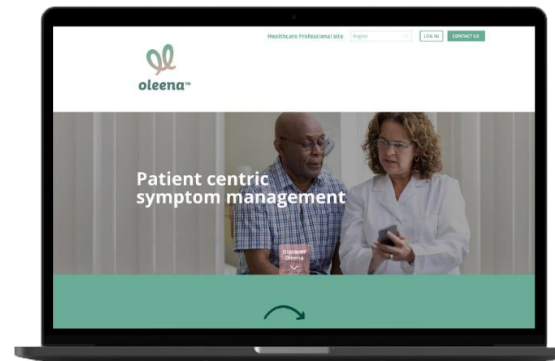 Healthcare Professional site
English
LOG IN
CONTACT US
oleena™
Patient centric
symptom management
Discover
Oleena